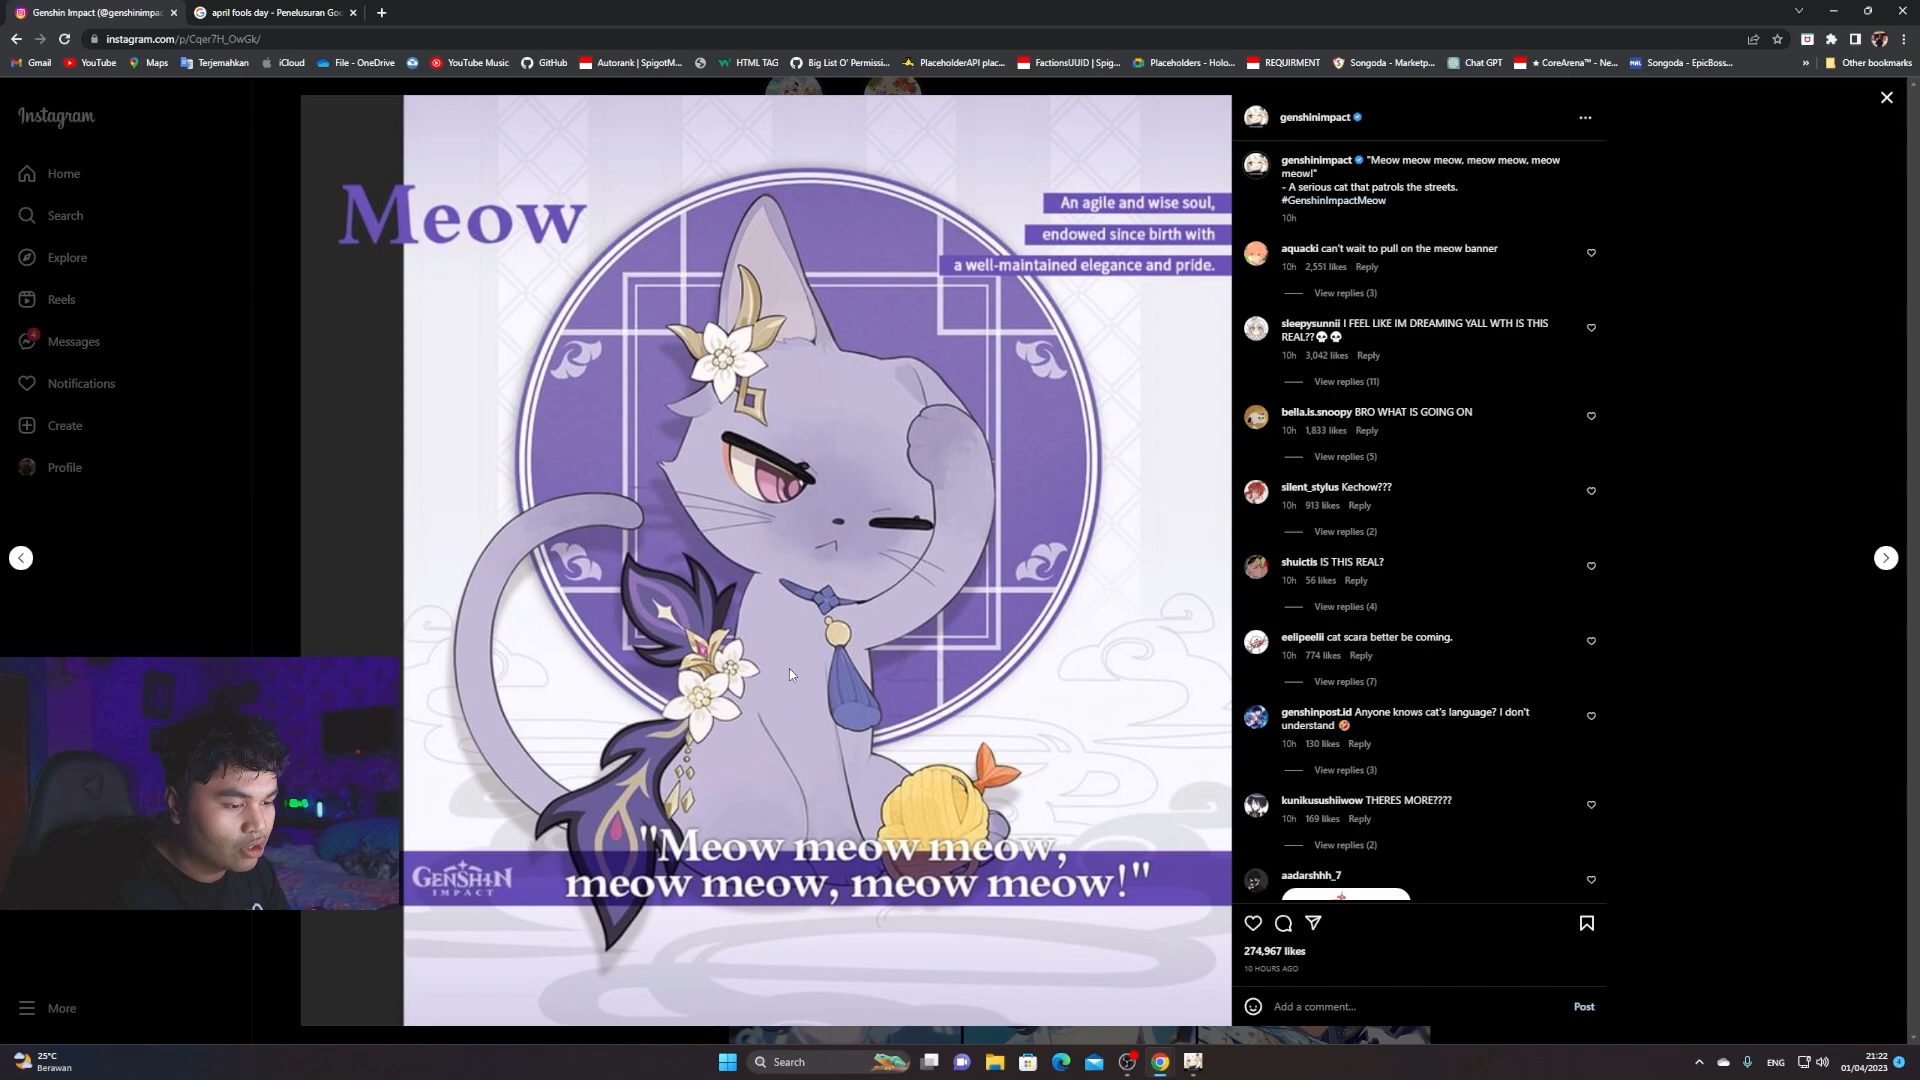 Genshin Impact (@genshinimpac
april fools day - Penelusuran Goo
instagram.com/p/Cqer7H_OwGk/
Gmail
YouTube
Maps
Terjemahkan
iCloud
File - OneDrive
YouTube Music
GitHub
Autorank | SpigotM...
HTML TAG
Big List O' Permissi...
PlaceholderAPI plac...
FactionsUUID | Spig...
Placeholders - Holo...
REQUIRMENT
Songoda - Marketp...
Chat GPT
★ CoreArena™ - Ne...
Songoda - EpicBoss...
»
Other bookmarks
Instagram
Home
Search
Explore
Reels
4
Messages
Notifications
Create
Profile
More
Meow
An agile and wise soul,
endowed since birth with
a well-maintained elegance and pride.
"Meow meow meow,
meow meow, meow meow!"
GENSHIN
IMPACT
genshinimpact
genshinimpact "Meow meow meow, meow meow, meow
meow!"
- A serious cat that patrols the streets.
#GenshinImpactMeow
10h
aquacki can't wait to pull on the meow banner
10h 2,551 likes Reply
View replies (3)
sleepysunnii I FEEL LIKE IM DREAMING YALL WTH IS THIS
REAL??💀💀
10h 3,042 likes Reply
View replies (11)
bella.is.snoopy BRO WHAT IS GOING ON
10h 1,833 likes Reply
View replies (5)
silent_stylus Kechow???
10h 913 likes Reply
View replies (2)
shuictis IS THIS REAL?
10h 56 likes Reply
View replies (4)
eelipeelii cat scara better be coming.
10h 774 likes Reply
View replies (7)
genshinpost.id Anyone knows cat's language? I don't
understand 🤣
10h 130 likes Reply
View replies (3)
kunikusushiiwow THERES MORE????
10h 169 likes Reply
View replies (2)
aadarshhh_7
274,967 likes
10 HOURS AGO
Add a comment...
Post
25°C
Berawan
Search
ENG
21:22
01/04/2023
4